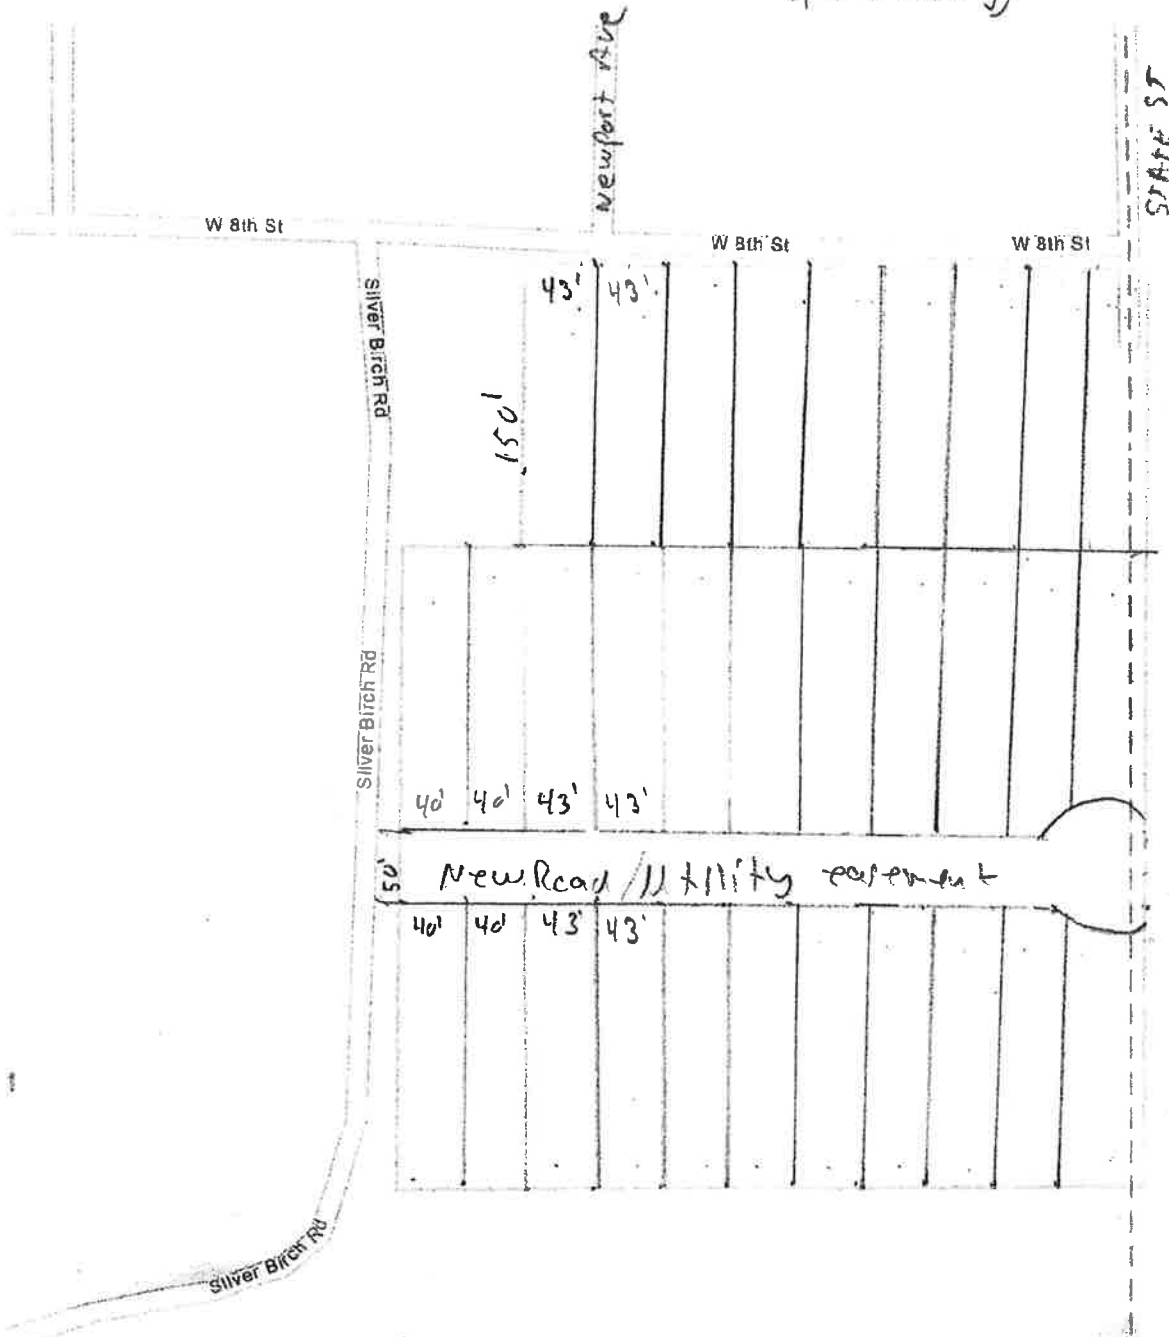 Newport Ave
STATE ST
W 8th St
W 8th St
W 8th St
Silver Birch Rd
43'
43'
150'
Silver Birch Rd
40'
40'
43'
43'
50'
New Road / Utility easement
40'
40'
43'
43'
Silver Birch Rd